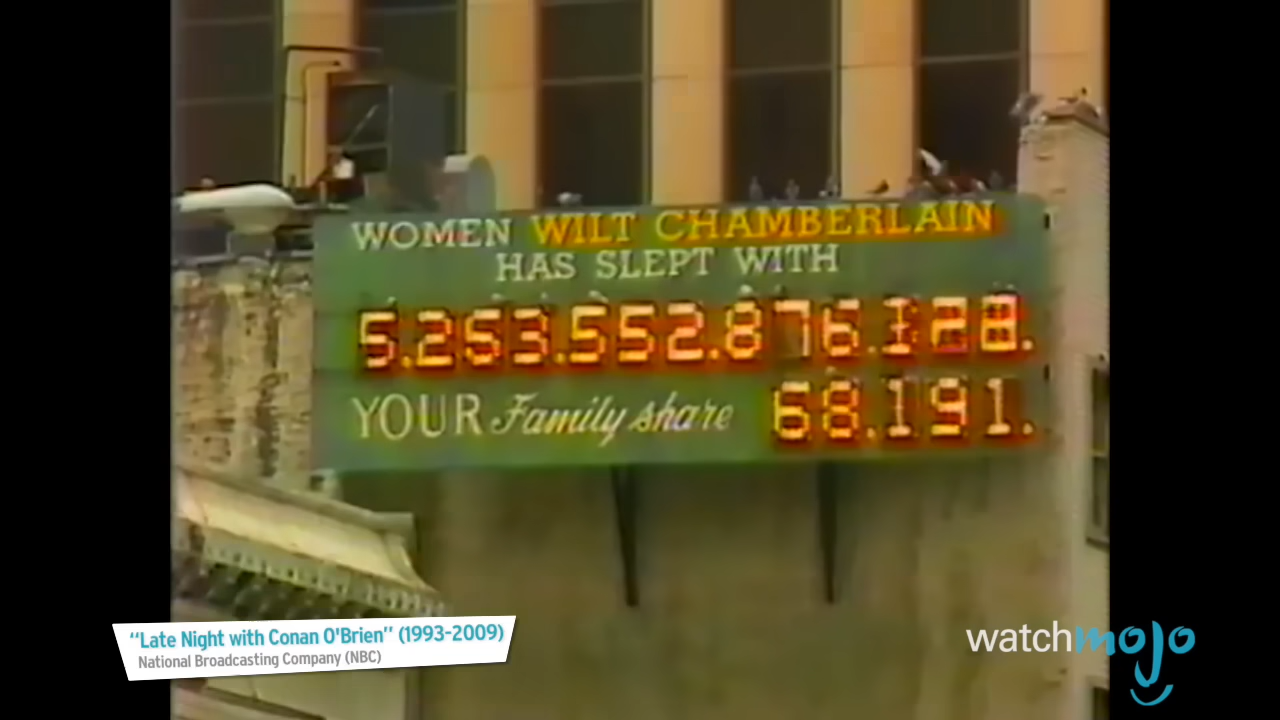 WOMEN WILT CHAMBERLAIN
HAS SLEPT WITH
5.253.552.876.128.
YOUR Family share 68.191.
"Late Night with Conan O'Brien" (1993-2009)
National Broadcasting Company (NBC)
watchmojo